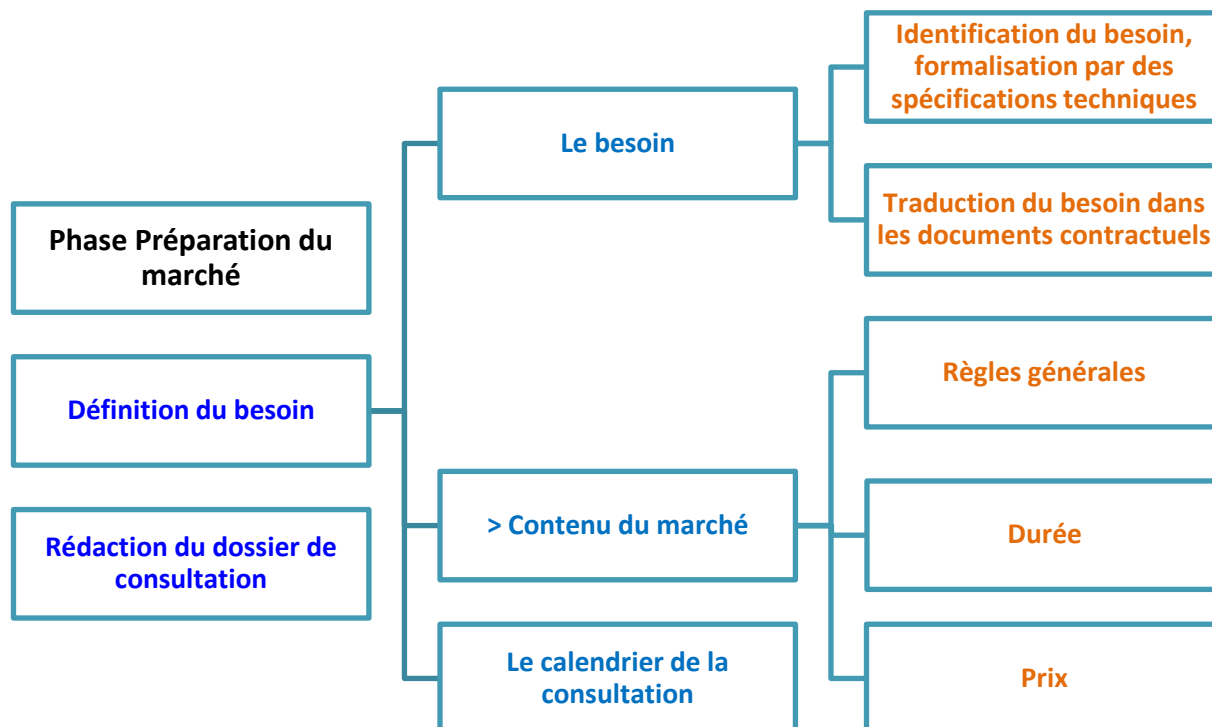 Phase Préparation du
marché
Définition du besoin
Rédaction du dossier de
consultation
Le besoin
> Contenu du marché
Le calendrier de la
consultation
Identification du besoin,
formalisation par des
spécifications techniques
Traduction du besoin dans
les documents contractuels
Règles générales
Durée
Prix